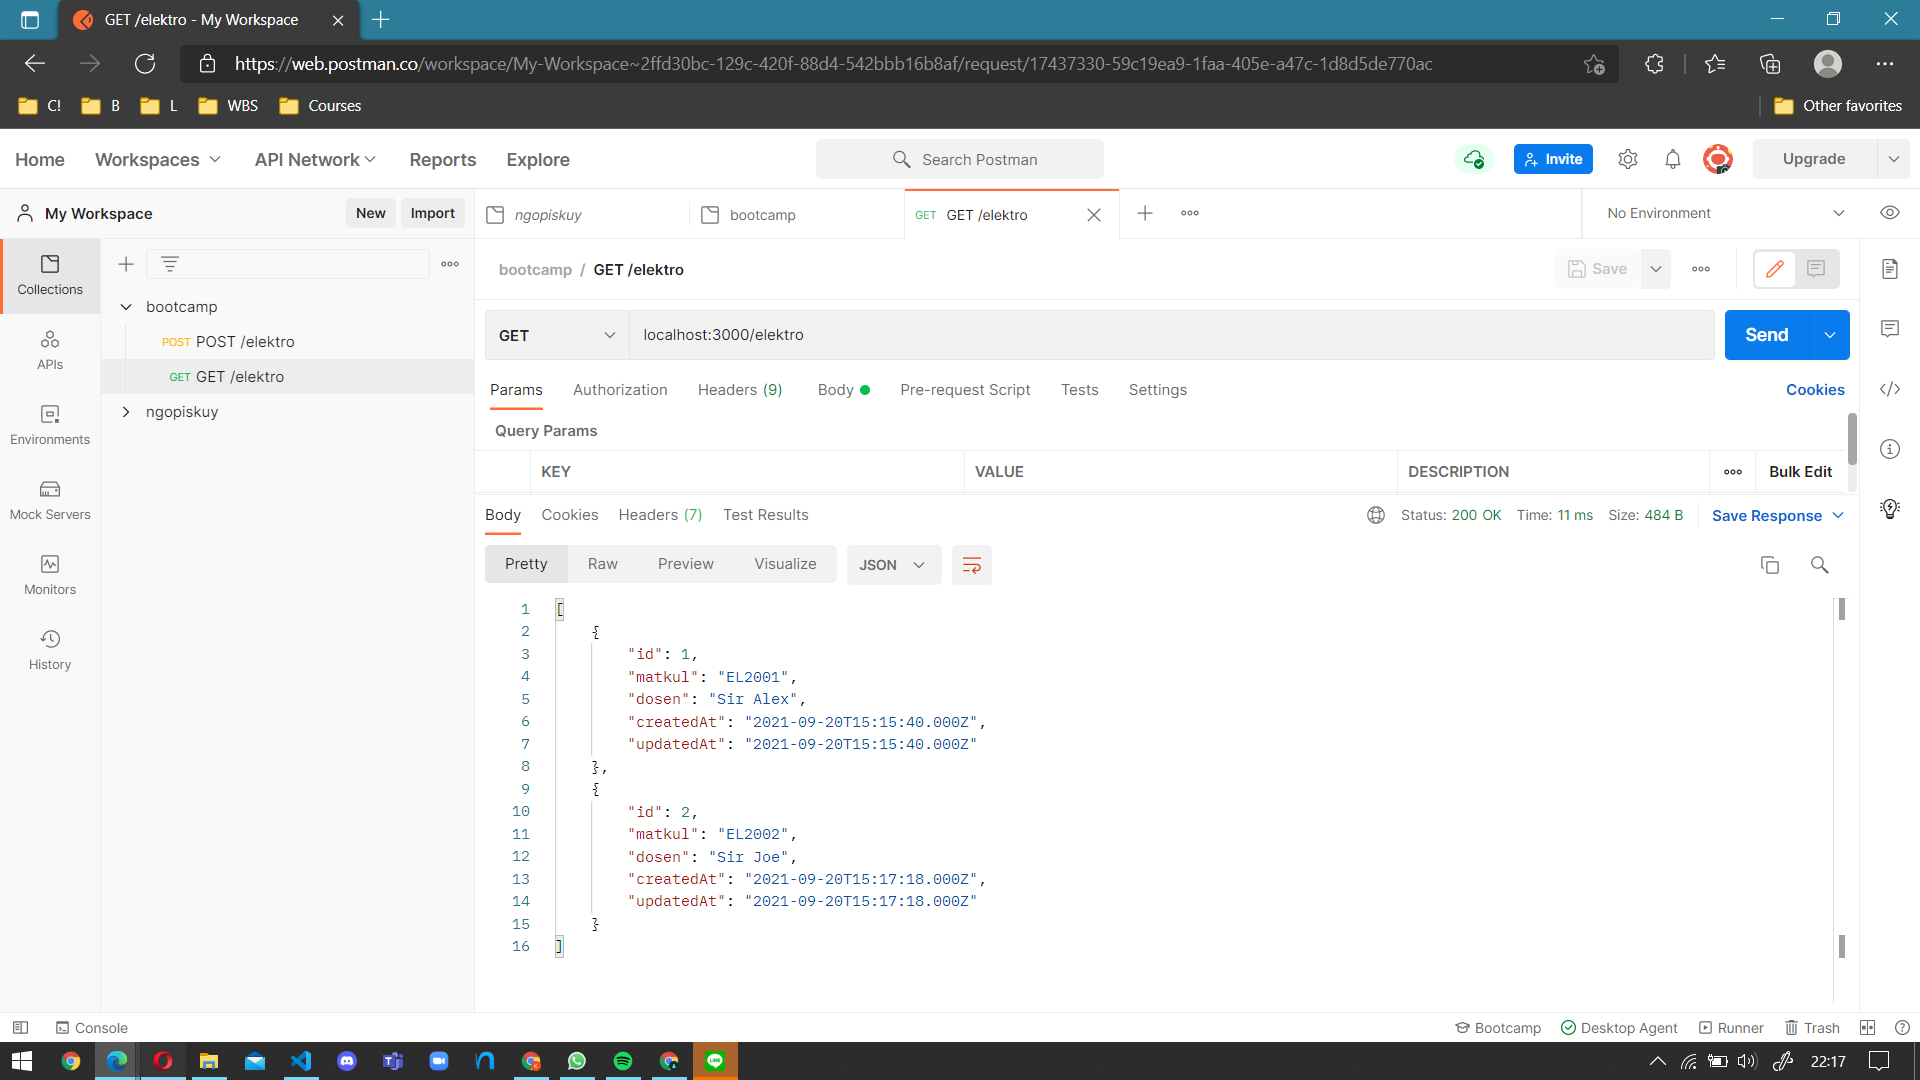 GET /elektro - My Workspace
https://web.postman.co/workspace/My-Workspace~2ffd30bc-129c-420f-88d4-542bbb16b8af/request/17437330-59c19ea9-1faa-405e-a47c-1d8d5de770ac
C! B L WBS Courses Other favorites
Home Workspaces API Network Reports Explore Search Postman Invite Upgrade
My Workspace New Import ngopiskuy bootcamp GET GET /elektro No Environment
Collections
APIs
Environments
Mock Servers
Monitors
History
bootcamp
POST POST /elektro
GET GET /elektro
ngopiskuy
bootcamp / GET /elektro Save
GET localhost:3000/elektro Send
Params Authorization Headers (9) Body Pre-request Script Tests Settings Cookies
Query Params
KEY VALUE DESCRIPTION Bulk Edit
Body Cookies Headers (7) Test Results Status: 200 OK Time: 11 ms Size: 484 B Save Response
Pretty Raw Preview Visualize JSON
1 [
2 {
3 "id": 1,
4 "matkul": "EL2001",
5 "dosen": "Sir Alex",
6 "createdAt": "2021-09-20T15:15:40.000Z",
7 "updatedAt": "2021-09-20T15:15:40.000Z"
8 },
9 {
10 "id": 2,
11 "matkul": "EL2002",
12 "dosen": "Sir Joe",
13 "createdAt": "2021-09-20T15:17:18.000Z",
14 "updatedAt": "2021-09-20T15:17:18.000Z"
15 }
16 ]
Console Bootcamp Desktop Agent Runner Trash
22:17